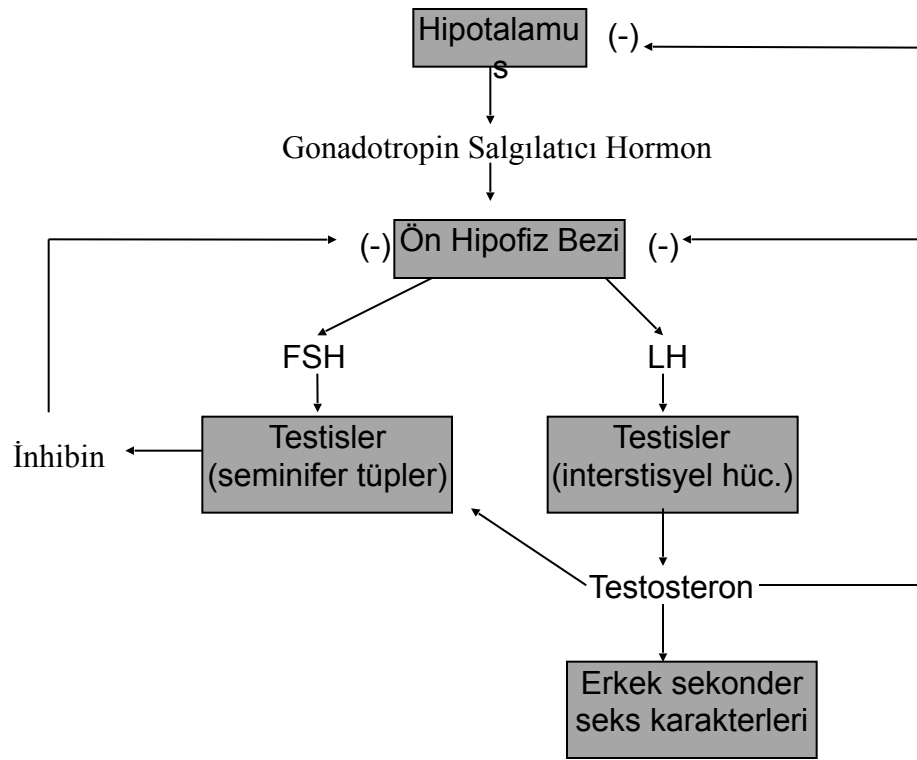 Hipotalamu
s
(-)
Gonadotropin Salgılatıcı Hormon
(-)
Ön Hipofiz Bezi
(-)
FSH
LH
İnhibin
Testisler
(seminifer tüpler)
Testisler
(interstisyel hüc.)
Testosteron
Erkek sekonder
seks karakterleri